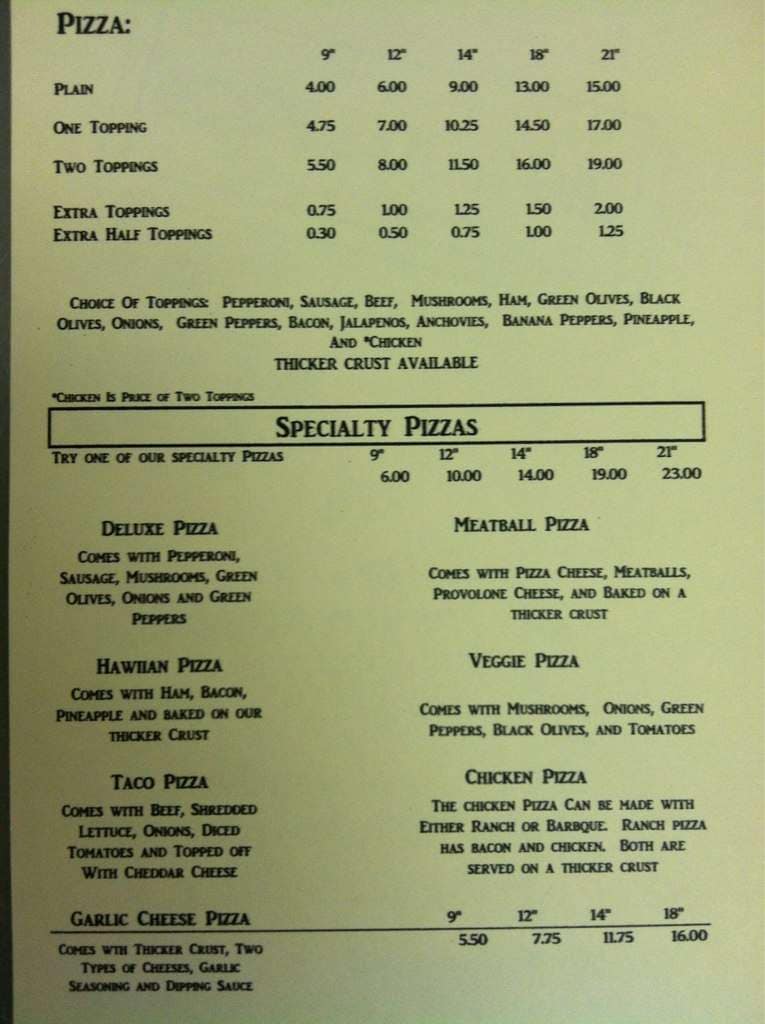 PIZZA:
9" 12" 14" 18" 21"
PLAIN 4.00 6.00 9.00 13.00 15.00
ONE TOPPING 4.75 7.00 10.25 14.50 17.00
TWO TOPPINGS 5.50 8.00 11.50 16.00 19.00
EXTRA TOPPINGS 0.75 1.00 1.25 1.50 2.00
EXTRA HALF TOPPINGS 0.30 0.50 0.75 1.00 1.25
CHOICE OF TOPPINGS: PEPPERONI, SAUSAGE, BEEF, MUSHROOMS, HAM, GREEN OLIVES, BLACK
OLIVES, ONIONS, GREEN PEPPERS, BACON, JALAPENOS, ANCHOVIES, BANANA PEPPERS, PINEAPPLE,
AND *CHICKEN
THICKER CRUST AVAILABLE
*CHICKEN IS PRICE OF TWO TOPPINGS
SPECIALTY PIZZAS
TRY ONE OF OUR SPECIALTY PIZZAS 9" 12" 14" 18" 21"
6.00 10.00 14.00 19.00 23.00
DELUXE PIZZA
COMES WITH PEPPERONI,
SAUSAGE, MUSHROOMS, GREEN
OLIVES, ONIONS AND GREEN
PEPPERS
MEATBALL PIZZA
COMES WITH PIZZA CHEESE, MEATBALLS,
PROVOLONE CHEESE, AND BAKED ON A
THICKER CRUST
HAWIIAN PIZZA
COMES WITH HAM, BACON,
PINEAPPLE AND BAKED ON OUR
THICKER CRUST
VEGGIE PIZZA
COMES WITH MUSHROOMS, ONIONS, GREEN
PEPPERS, BLACK OLIVES, AND TOMATOES
TACO PIZZA
COMES WITH BEEF, SHREDDED
LETTUCE, ONIONS, DICED
TOMATOES AND TOPPED OFF
WITH CHEDDAR CHEESE
CHICKEN PIZZA
THE CHICKEN PIZZA CAN BE MADE WITH
EITHER RANCH OR BARBQUE. RANCH PIZZA
HAS BACON AND CHICKEN. BOTH ARE
SERVED ON A THICKER CRUST
GARLIC CHEESE PIZZA 9" 12" 14" 18"
5.50 7.75 11.75 16.00
COMES WTH THICKER CRUST, TWO
TYPES OF CHEESES, GARLIC
SEASONING AND DIPPING SAUCE